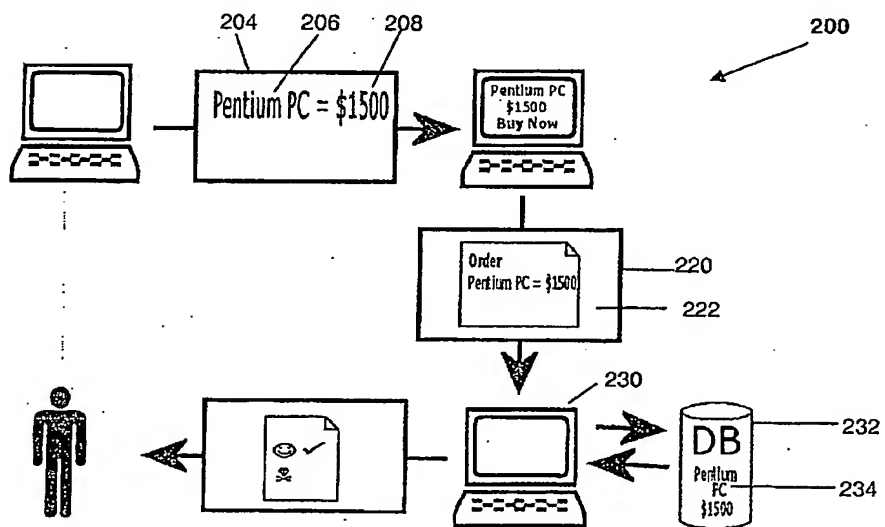 204 206 208
200
Pentium PC = $1500
Pentium PC
$1500
Buy Now
Order
Pentium PC = $1500
220
222
230
DB
Pentium
PC
$1500
232
234